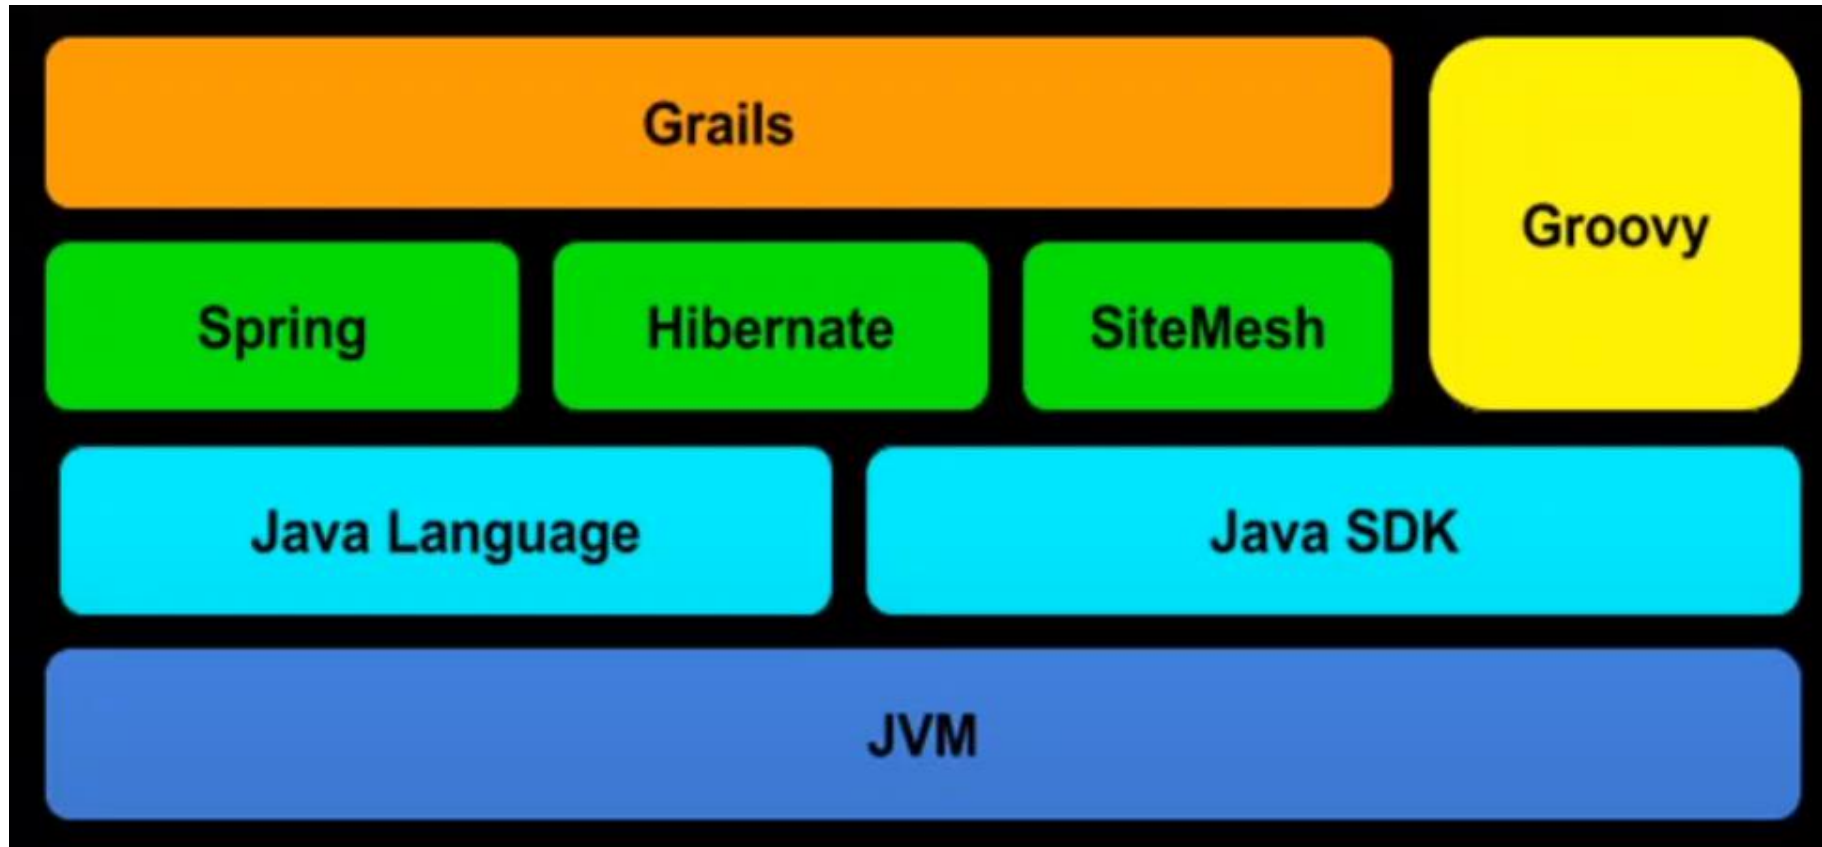 Grails
Groovy
Spring
Hibernate
SiteMesh
Java Language
Java SDK
JVM